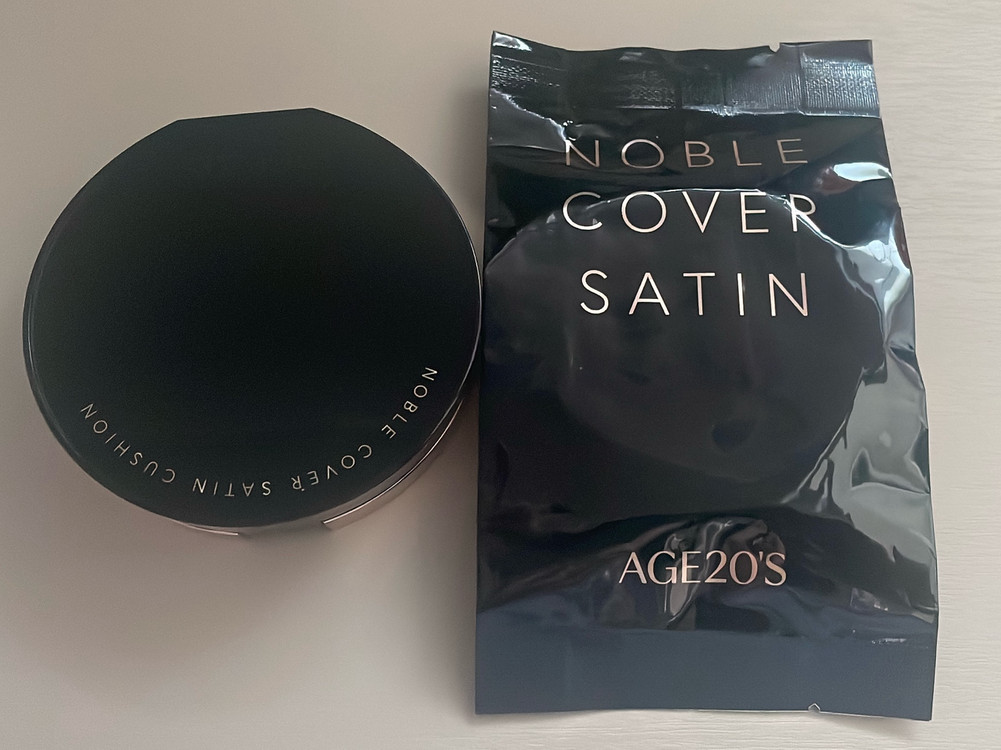 NOBLE COVER SATIN CUSHION
NOBLE
COVER
SATIN
AGE20'S